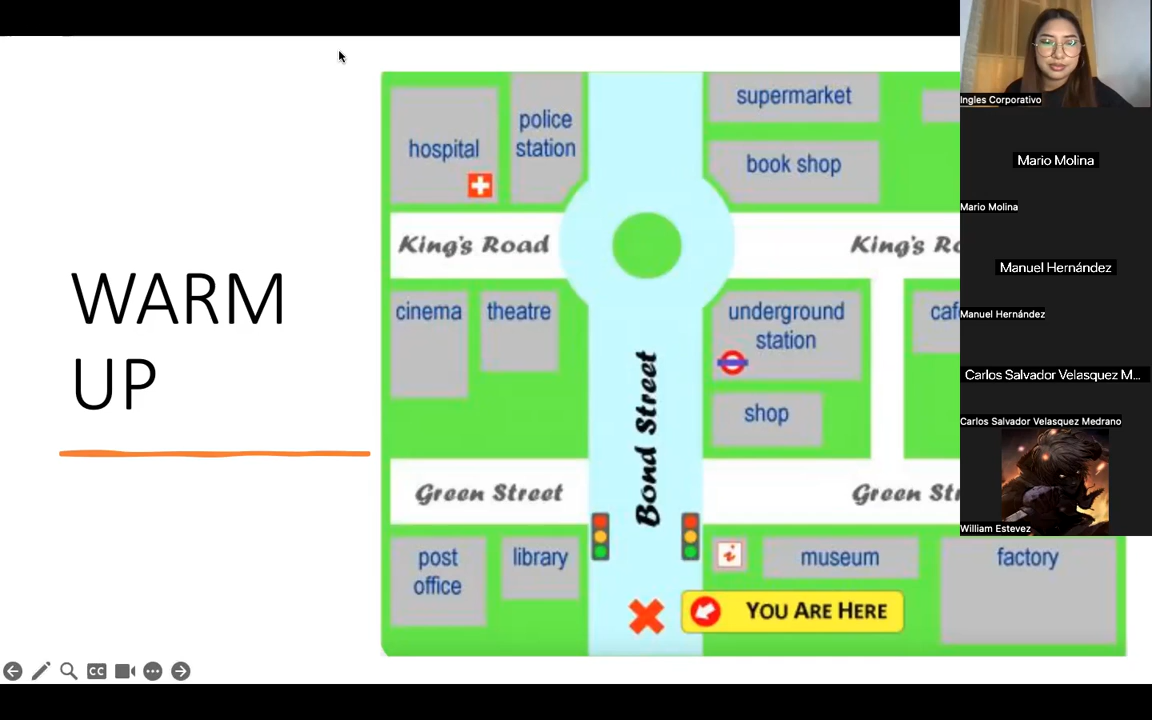 WARM
UP
hospital
police
station
supermarket
book shop
King's Road
King's Ro
cinema
theatre
underground
station
caf
shop
Bond Street
Green Street
Green Str
post
office
library
i
museum
factory
YOU ARE HERE
CC
Ingles Corporativo
Mario Molina
Mario Molina
Manuel Hernández
Manuel Hernández
Carlos Salvador Velasquez M...
Carlos Salvador Velasquez Medrano
William Estevez